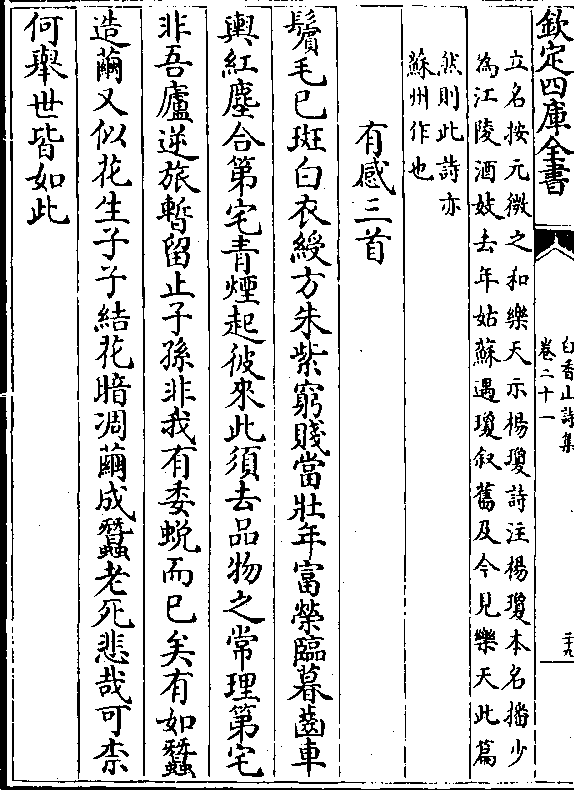 欽定四庫全書
白香山詩集
卷二十一
二十九
立名按元微之和樂天示楊瓊詩注楊瓊本名播少
為江陵酒妓去年姑蘇遇瓊叙舊及今見樂天此篇
然則此詩亦
蘇州作也
有感三首
鬢毛已斑白衣綬方朱紫窮賤當壯年富榮臨暮齒車
輿紅塵合第宅青煙起彼來此須去品物之常理第宅
非吾廬逆旅暫留止子孫非我有委蛻而已矣有如蠶
造繭又似花生子子結花暗凋繭成蠶老死悲哉可柰
何舉世皆如此